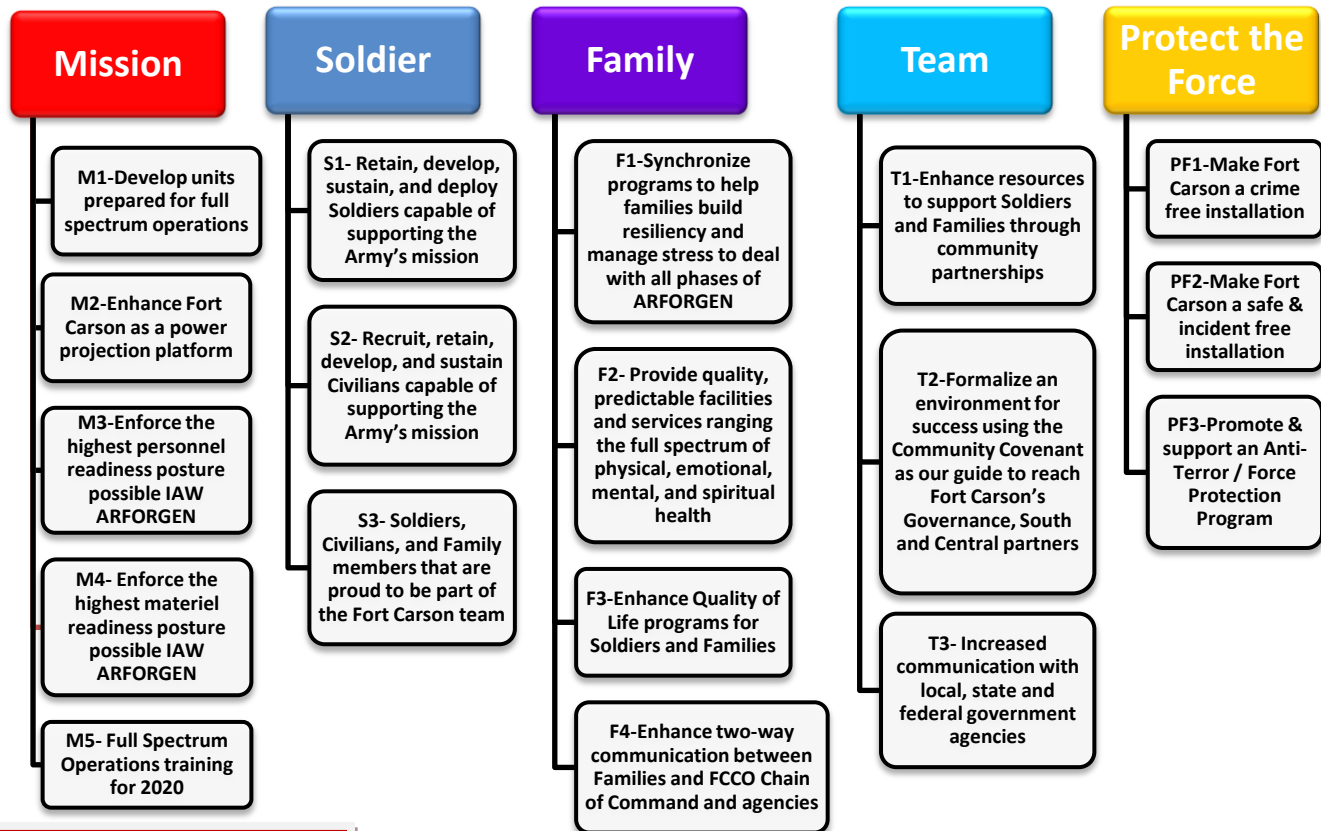 Mission
M1-Develop units
prepared for full
spectrum operations
M2-Enhance Fort
Carson as a power
projection platform
M3-Enforce the
highest personnel
readiness posture
possible IAW
ARFORGEN
M4- Enforce the
highest materiel
readiness posture
possible IAW
ARFORGEN
M5- Full Spectrum
Operations training
for 2020
Soldier
S1- Retain, develop,
sustain, and deploy
Soldiers capable of
supporting the
Army’s mission
S2- Recruit, retain,
develop, and sustain
Civilians capable of
supporting the
Army’s mission
S3- Soldiers,
Civilians, and Family
members that are
proud to be part of
the Fort Carson team
Family
F1-Synchronize
programs to help
families build
resiliency and
manage stress to deal
with all phases of
ARFORGEN
F2- Provide quality,
predictable facilities
and services ranging
the full spectrum of
physical, emotional,
mental, and spiritual
health
F3-Enhance Quality of
Life programs for
Soldiers and Families
F4-Enhance two-way
communication between
Families and FCCO Chain
of Command and agencies
Team
T1-Enhance resources
to support Soldiers
and Families through
community
partnerships
T2-Formalize an
environment for
success using the
Community Covenant
as our guide to reach
Fort Carson’s
Governance, South
and Central partners
T3- Increased
communication with
local, state and
federal government
agencies
Protect the
Force
PF1-Make Fort
Carson a crime
free installation
PF2-Make Fort
Carson a safe &
incident free
installation
PF3-Promote &
support an Anti-
Terror / Force
Protection
Program